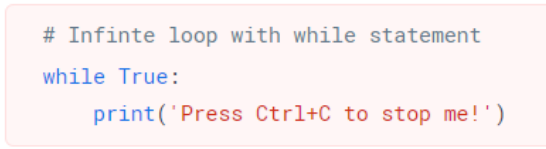 # Infinte loop with while statement
while True:
    print('Press Ctrl+C to stop me!')